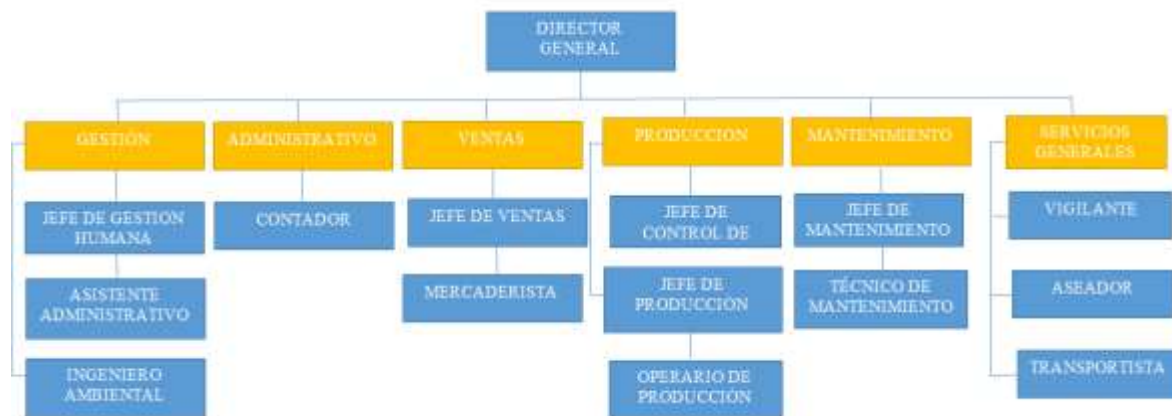 DIRECTOR
GENERAL
GESTIÓN
ADMINISTRATIVO
VENTAS
PRODUCCION
MANTENIMIENTO
SERVICIOS
GENERALES
JEFE DE GESTION
HUMANA
CONTADOR
JEFE DE VENTAS
JEFE DE
CONTROL DE
JEFE DE
MANTENIMIENTO
VIGILANTE
ASISTENTE
ADMINISTRATIVO
MERCADERISTA
JEFE DE
PRODUCCIÓN
TÉCNICO DE
MANTENIMIENTO
ASEADOR
INGENIERO
AMBIENTAL
OPERARIO DE
PRODUCCIÓN
TRANSPORTISTA